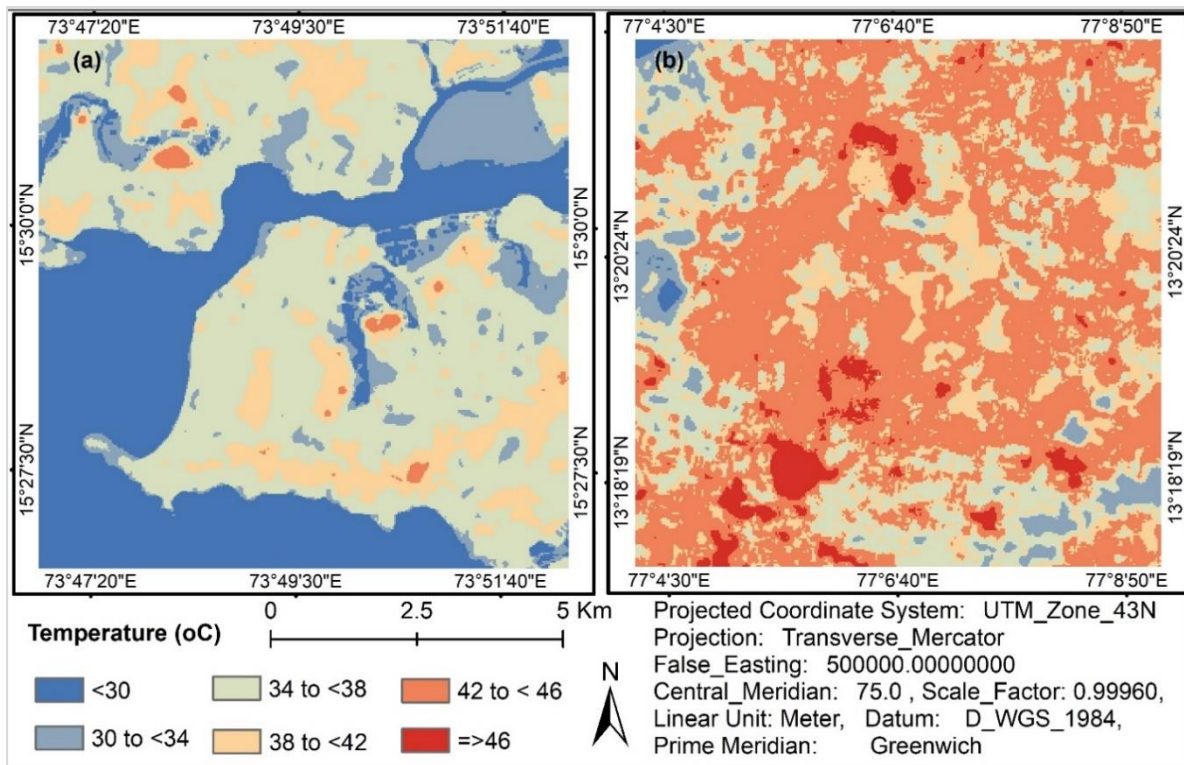 73°47'20"E 73°49'30"E 73°51'40"E 77°4'30"E 77°6'40"E 77°8'50"E
(a) (b)
15°30'0"N 15°30'0"N 13°20'24"N 13°20'24"N
15°27'30"N 15°27'30"N 13°18'19"N 13°18'19"N
73°47'20"E 73°49'30"E 73°51'40"E 77°4'30"E 77°6'40"E 77°8'50"E
0 2.5 5 Km
Temperature (oC)
<30 34 to <38 42 to < 46
30 to <34 38 to <42 =>46
N
Projected Coordinate System: UTM_Zone_43N
Projection: Transverse_Mercator
False_Easting: 500000.00000000
Central_Meridian: 75.0 , Scale_Factor: 0.99960,
Linear Unit: Meter, Datum: D_WGS_1984,
Prime Meridian: Greenwich